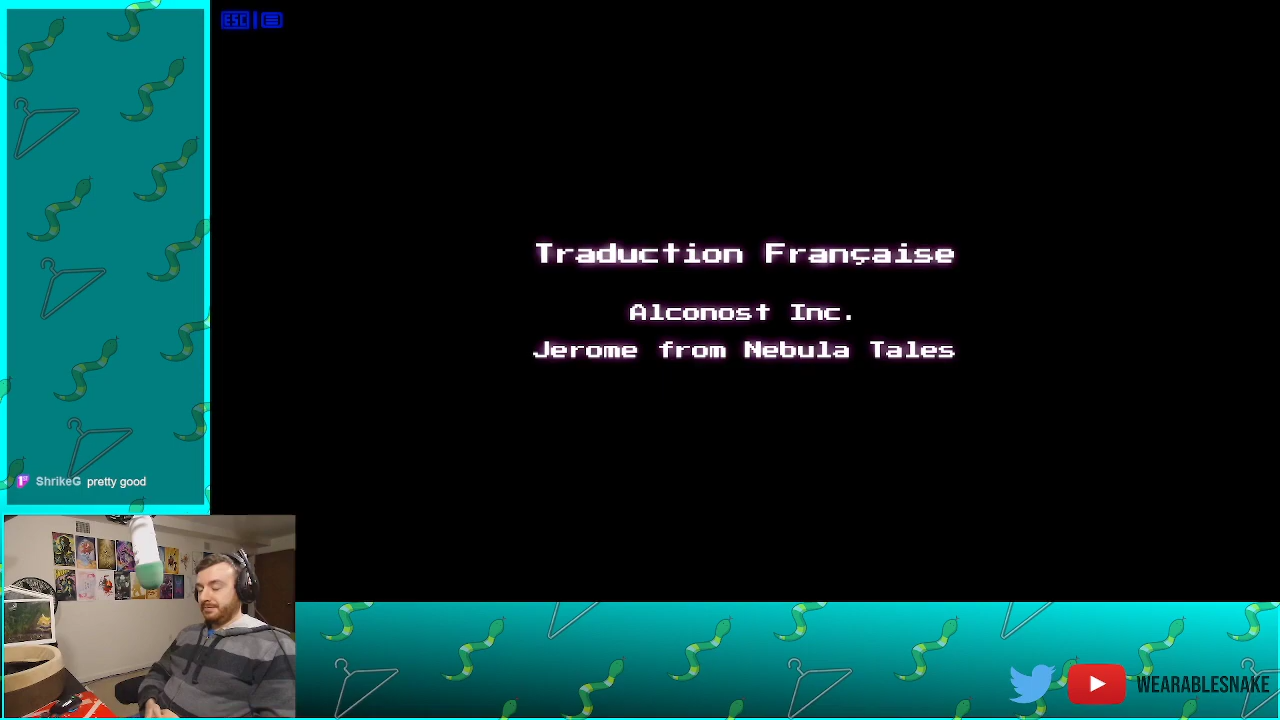 ESC
Traduction Française
Alconost Inc.
Jerome from Nebula Tales
ShrikeG pretty good
WEARABLESNAKE